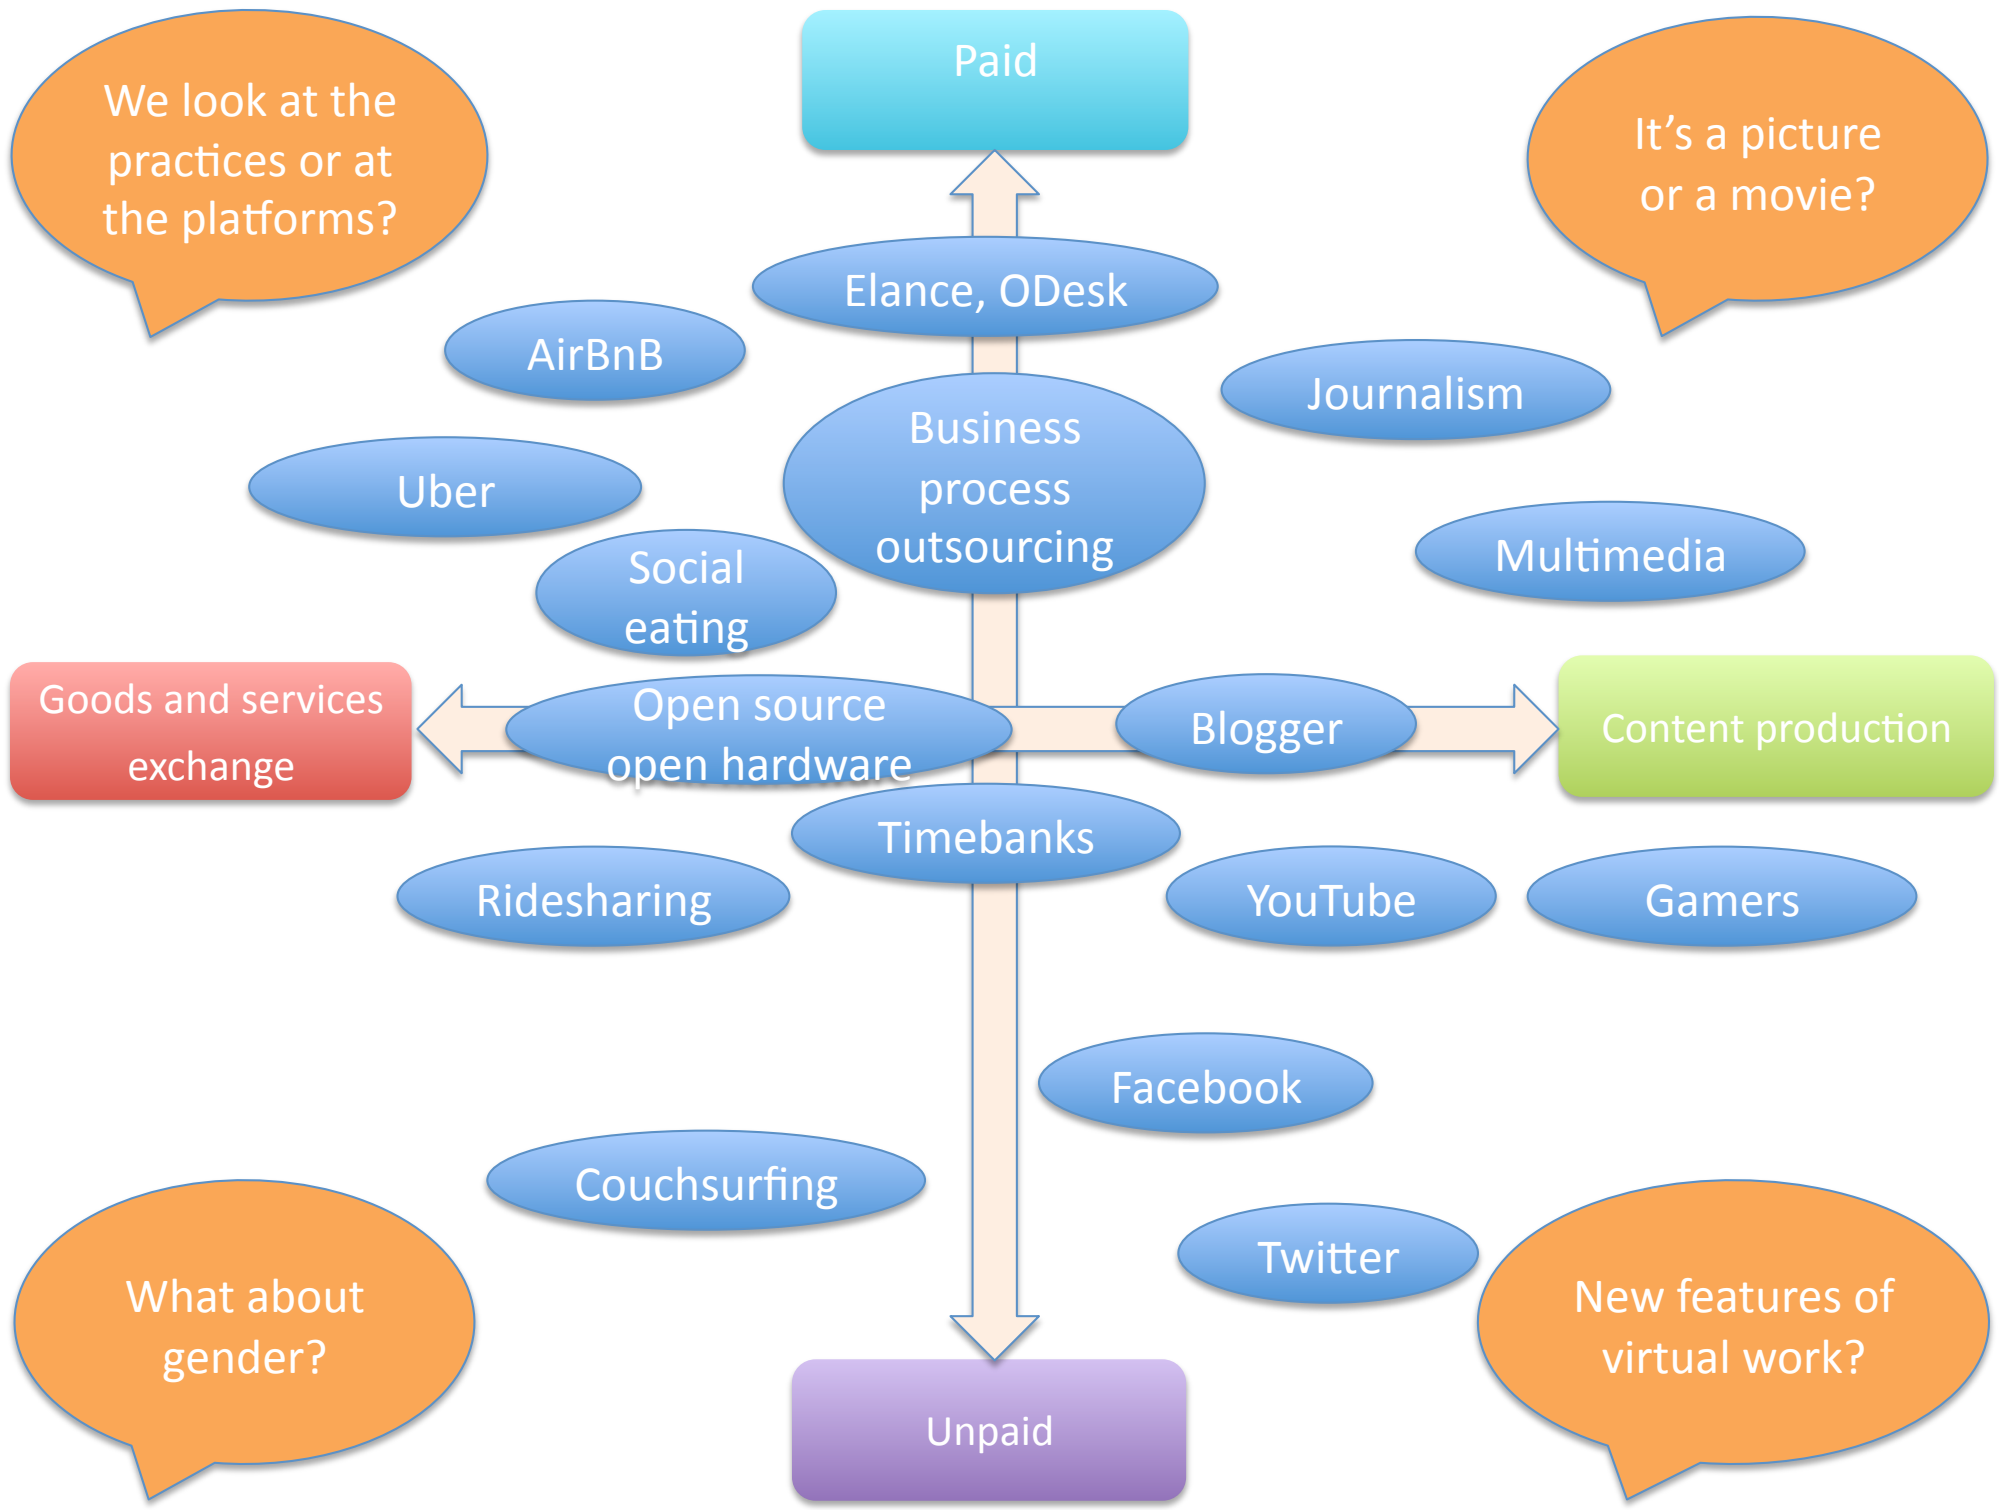 Paid
We look at the
practices or at
the platforms?
It's a picture
or a movie?
Elance, ODesk
AirBnB
Journalism
Business
process
outsourcing
Uber
Multimedia
Social
eating
Goods and services
exchange
Open source
open hardware
Blogger
Content production
Timebanks
Ridesharing
YouTube
Gamers
Facebook
Couchsurfing
Twitter
What about
gender?
New features of
virtual work?
Unpaid